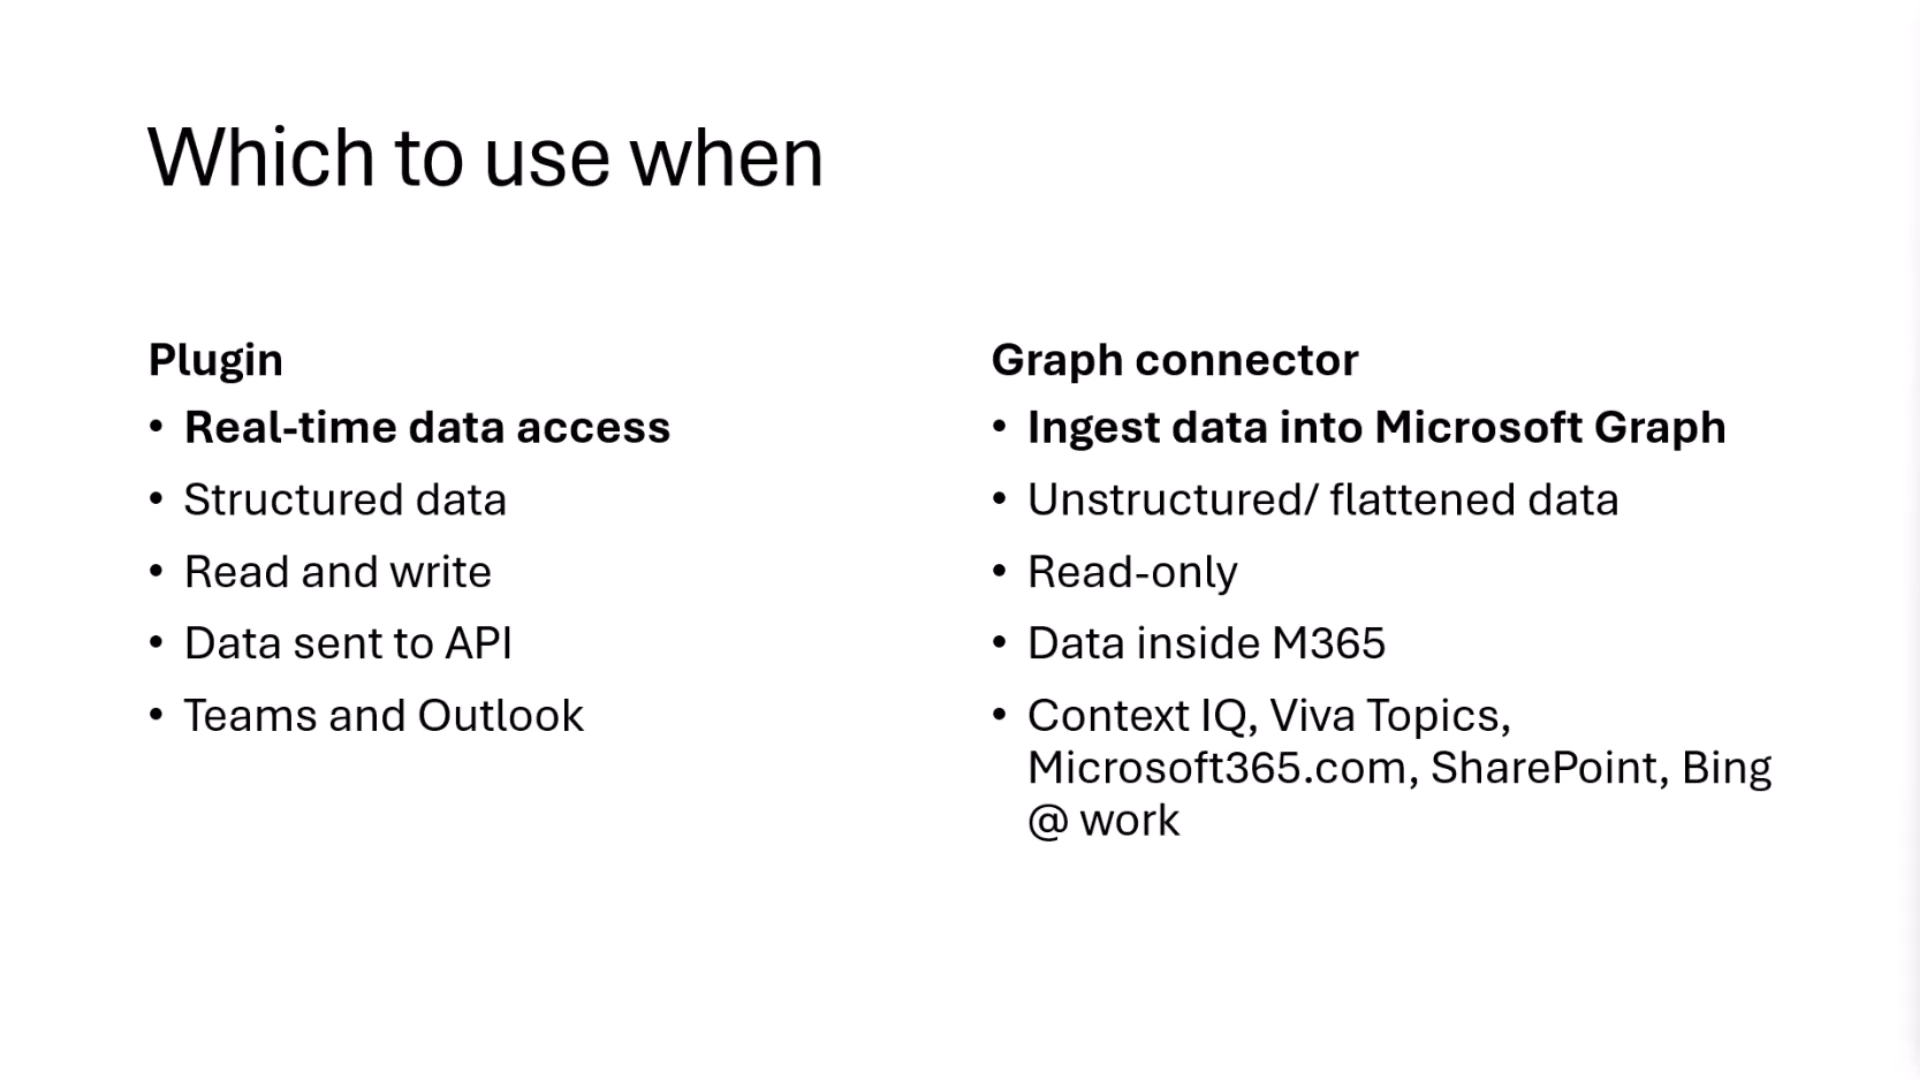 Which to use when
Plugin
• Real-time data access
• Structured data
• Read and write
• Data sent to API
• Teams and Outlook
Graph connector
• Ingest data into Microsoft Graph
• Unstructured/ flattened data
• Read-only
• Data inside M365
• Context IQ, Viva Topics,
Microsoft365.com, SharePoint, Bing
@ work